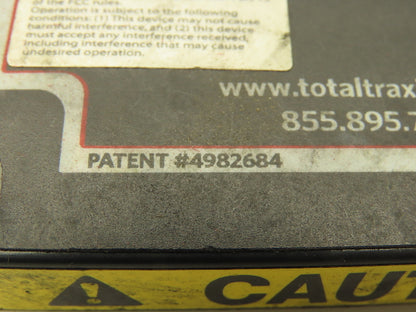 of the FCC rules.
Operation is subject to the following
conditions: (1) This device may not cause
harmful interference, and (2) this device
must accept any interference received,
including interference that may cause
undesired operation.
www.totaltrax
855.895.7
PATENT #4982684
CAU